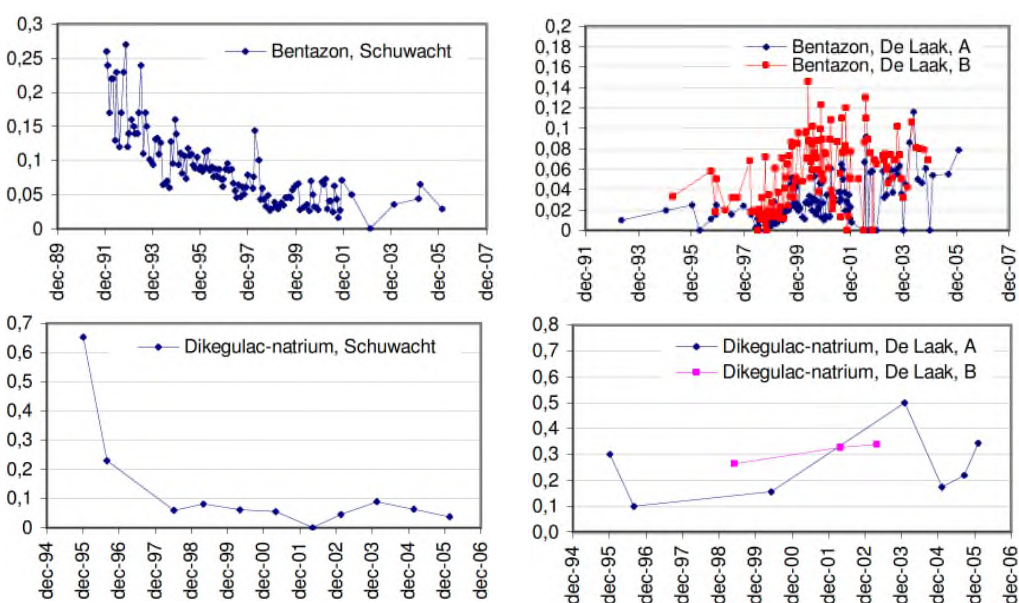 0,3
0,25
0,2
0,15
0,1
0,05
0
Bentazon, Schuwacht
dec-89
dec-91
dec-93
dec-95
dec-97
dec-99
dec-01
dec-03
dec-05
dec-07
0,2
0,18
0,16
0,14
0,12
0,1
0,08
0,06
0,04
0,02
0
Bentazon, De Laak, A
Bentazon, De Laak, B
dec-91
dec-93
dec-95
dec-97
dec-99
dec-01
dec-03
dec-05
dec-07
0,7
0,6
0,5
0,4
0,3
0,2
0,1
0
Dikegulac-natrium, Schuwacht
dec-94
dec-95
dec-96
dec-97
dec-98
dec-99
dec-00
dec-01
dec-02
dec-03
dec-04
dec-05
dec-06
0,8
0,7
0,6
0,5
0,4
0,3
0,2
0,1
0,0
Dikegulac-natrium, De Laak, A
Dikegulac-natrium, De Laak, B
dec-94
dec-95
dec-96
dec-97
dec-98
dec-99
dec-00
dec-01
dec-02
dec-03
dec-04
dec-05
dec-06